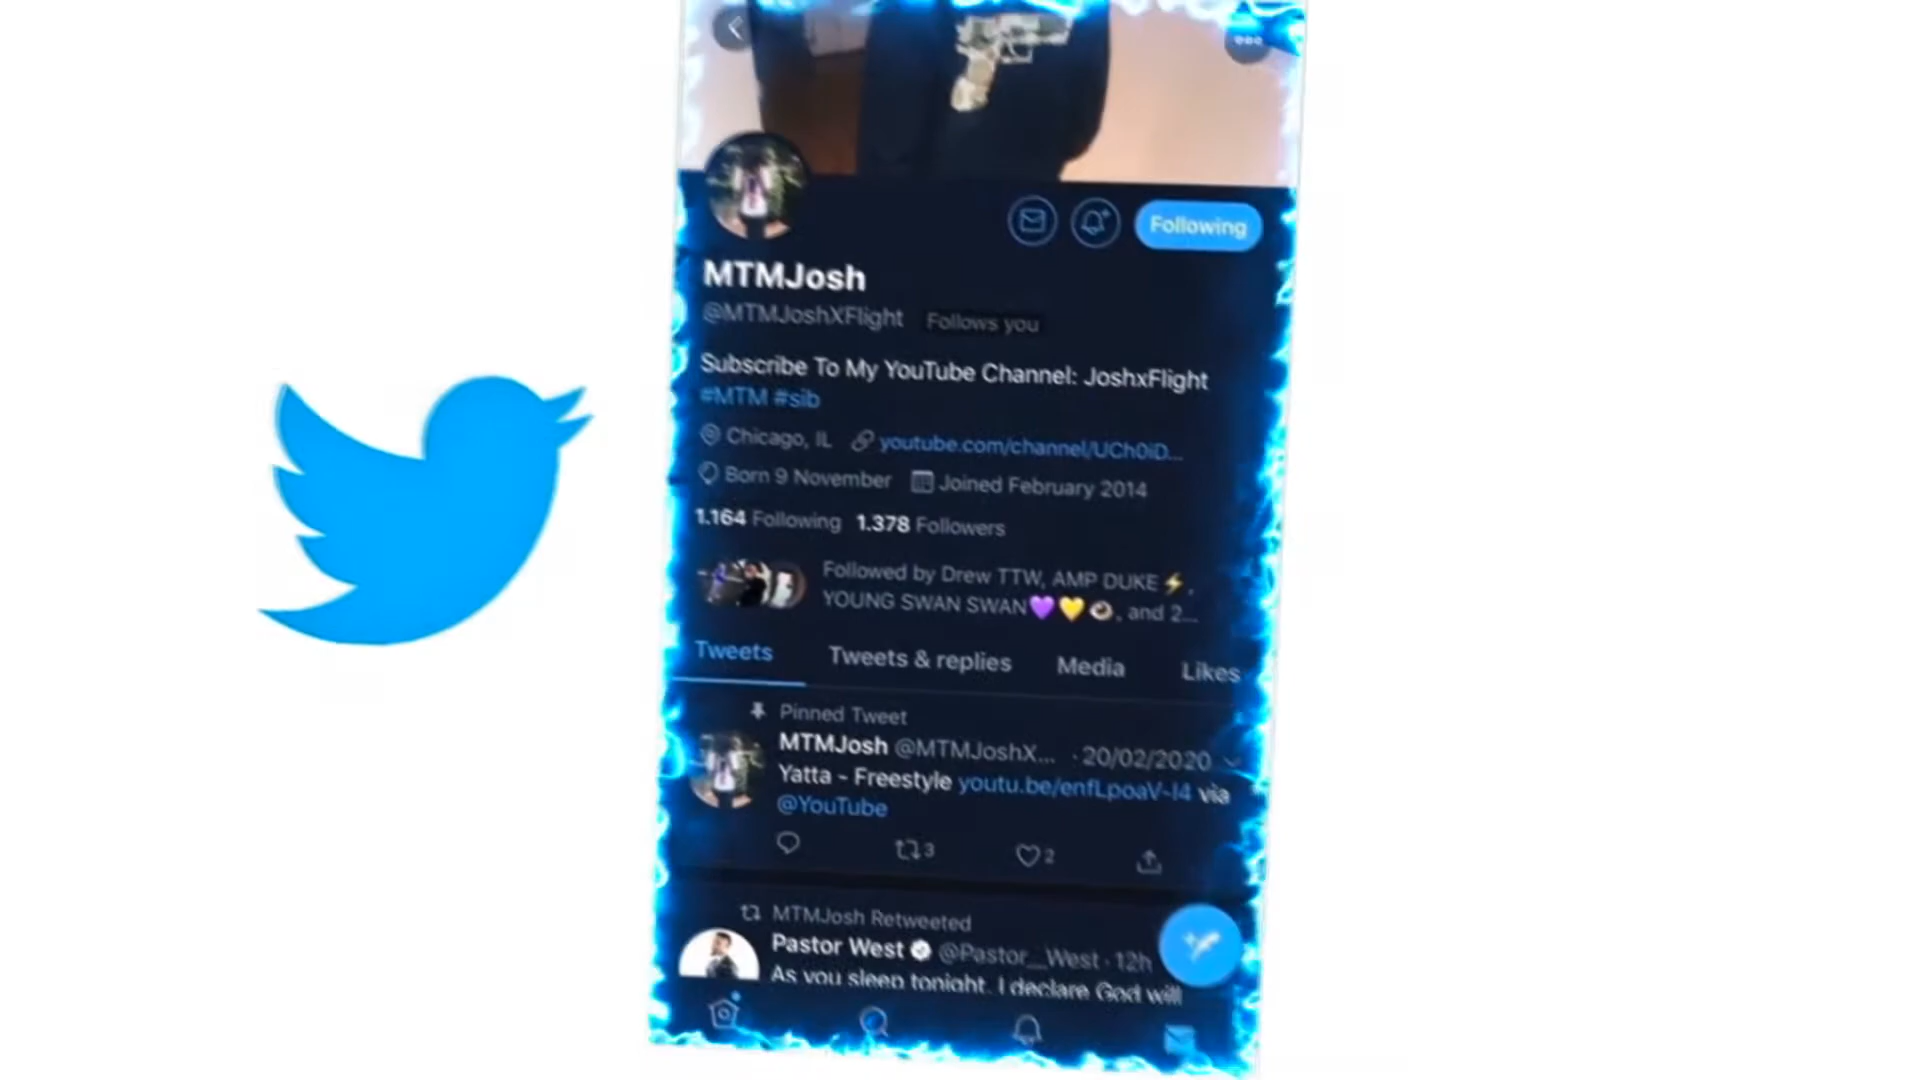 Following
MTMJosh
@MTMJoshXFlight Follows you
Subscribe To My YouTube Channel: JoshxFlight
#MTM #sib
Chicago, IL youtube.com/channel/UCh0iD...
Born 9 November Joined February 2014
1.164 Following 1.378 Followers
Followed by Drew TTW, AMP DUKE⚡,
YOUNG SWAN SWAN💜💛👁, and 2...
Tweets Tweets & replies Media Likes
Pinned Tweet
MTMJosh @MTMJoshX... · 20/02/2020
Yatta - Freestyle youtu.be/enfLpoaV-I4 via
@YouTube
3 2
MTMJosh Retweeted
Pastor West @Pastor__West · 12h
As you sleep tonight, I declare God will